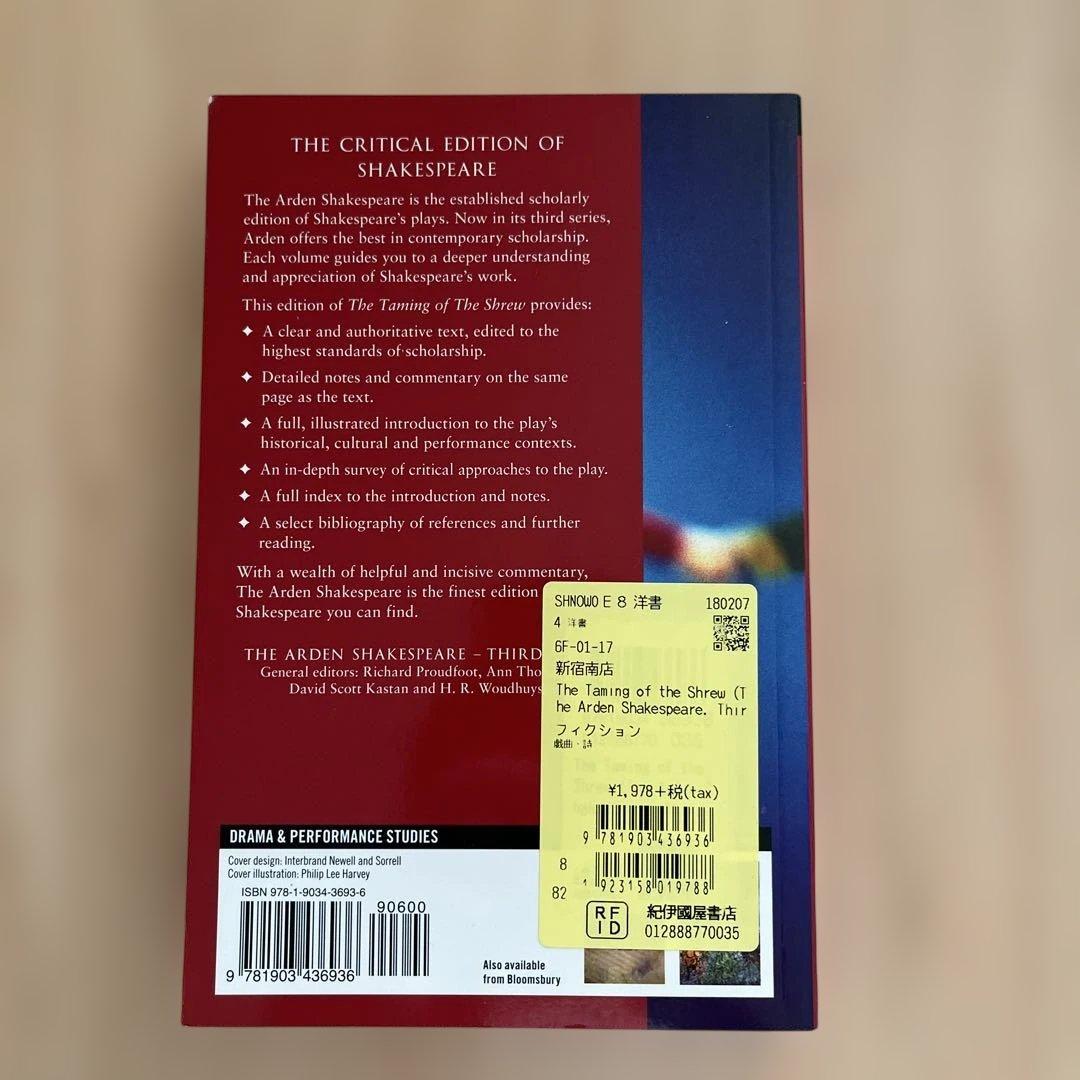 THE CRITICAL EDITION OF
SHAKESPEARE
The Arden Shakespeare is the established scholarly
edition of Shakespeare's plays. Now in its third series,
Arden offers the best in contemporary scholarship.
Each volume guides you to a deeper understanding
and appreciation of Shakespeare's work.
This edition of The Taming of The Shrew provides:
✦ A clear and authoritative text, edited to the
highest standards of scholarship.
✦ Detailed notes and commentary on the same
page as the text.
✦ A full, illustrated introduction to the play's
historical, cultural and performance contexts.
✦ An in-depth survey of critical approaches to the play.
✦ A full index to the introduction and notes.
✦ A select bibliography of references and further
reading.
With a wealth of helpful and incisive commentary,
The Arden Shakespeare is the finest edition
Shakespeare you can find.
THE ARDEN SHAKESPEARE – THIRD
General editors: Richard Proudfoot, Ann Tho
David Scott Kastan and H. R. Woudhuys
SHNOWO E 8 洋書 180207
4 洋書
6F-01-17
新宿南店
The Taming of the Shrew (T
he Arden Shakespeare. Thir
フィクション
戯曲・詩
¥1,978+税(tax)
9 781903 436936
8
1 923158 019788
82
RFID
紀伊國屋書店
012888770035
DRAMA & PERFORMANCE STUDIES
Cover design: Interbrand Newell and Sorrell
Cover illustration: Philip Lee Harvey
ISBN 978-1-9034-3693-6
90600
9 781903 436936
Also available
from Bloomsbury